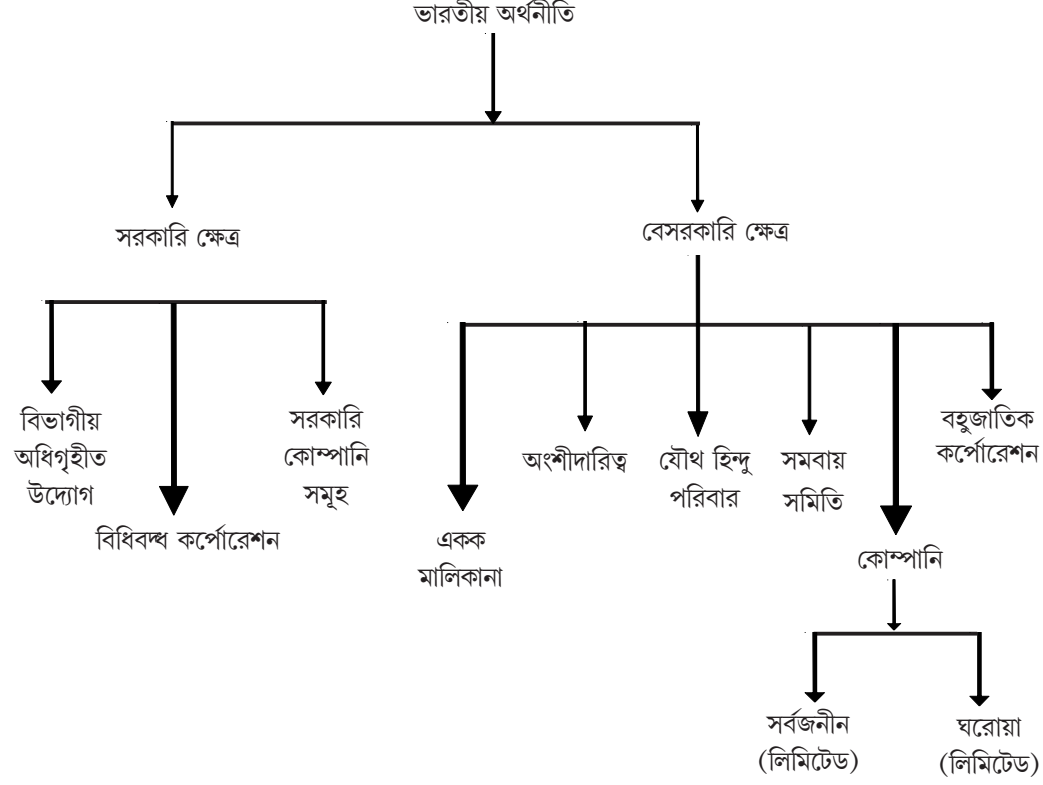 ভারতীয় অর্থনীতি
সরকারি ক্ষেত্র
বেসরকারি ক্ষেত্র
বিভাগীয়
অধিগৃহীত
উদ্যোগ
বিধিবদ্ধ কর্পোরেশন
সরকারি
কোম্পানি
সমূহ
একক
মালিকানা
অংশীদারিত্ব
যৌথ হিন্দু
পরিবার
সমবায়
সমিতি
কোম্পানি
বহুজাতিক
কর্পোরেশন
সর্বজনীন
(লিমিটেড)
ঘরোয়া
(লিমিটেড)